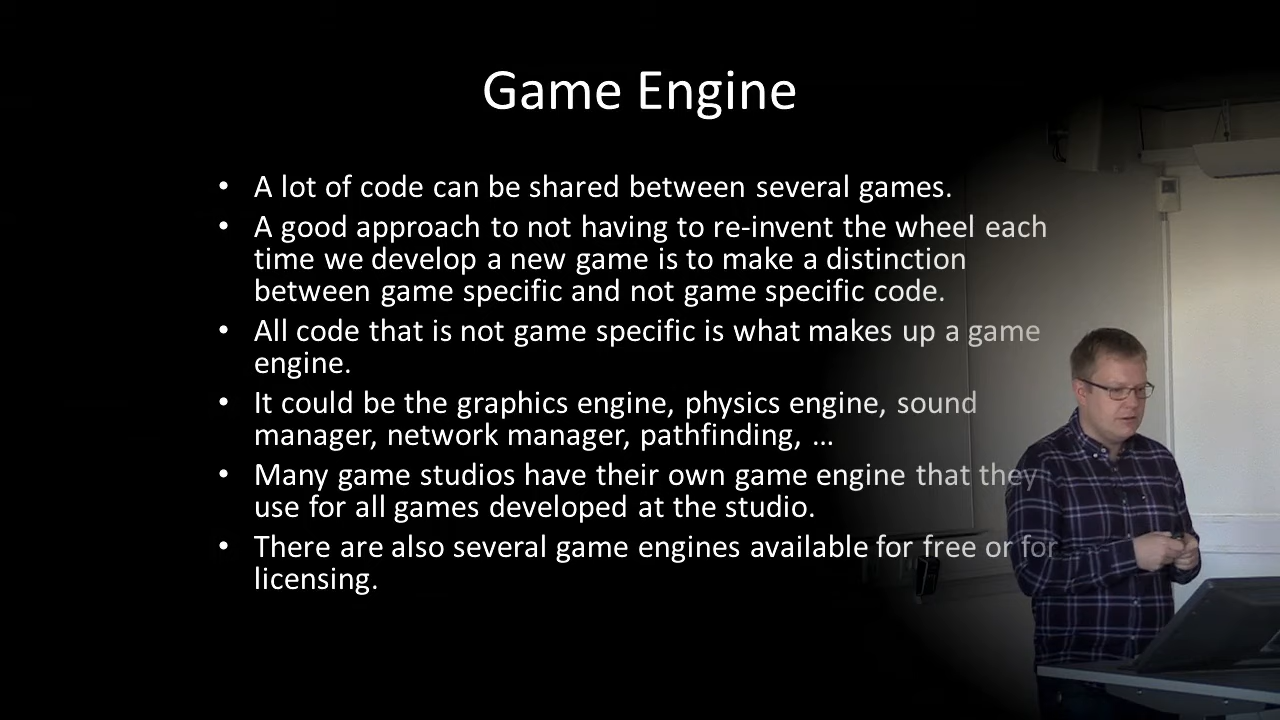 Game Engine
• A lot of code can be shared between several games.
• A good approach to not having to re-invent the wheel each
time we develop a new game is to make a distinction
between game specific and not game specific code.
• All code that is not game specific is what makes up a game
engine.
• It could be the graphics engine, physics engine, sound
manager, network manager, pathfinding, ...
• Many game studios have their own game engine that they
use for all games developed at the studio.
• There are also several game engines available for free or for
licensing.